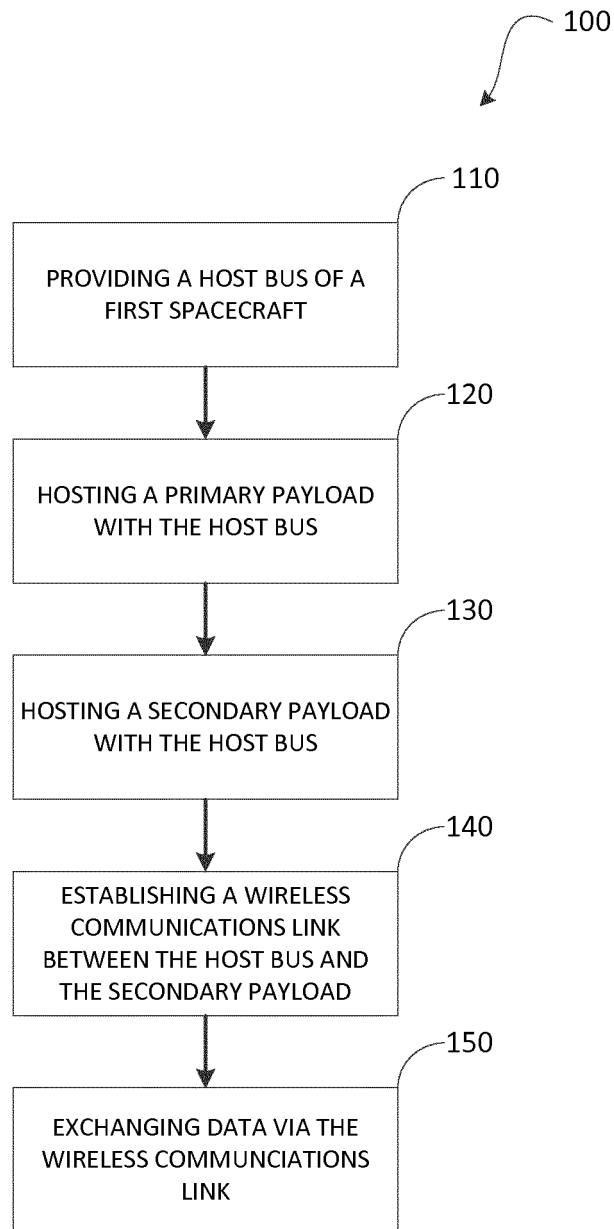 100
110
PROVIDING A HOST BUS OF A
FIRST SPACECRAFT
120
HOSTING A PRIMARY PAYLOAD
WITH THE HOST BUS
130
HOSTING A SECONDARY PAYLOAD
WITH THE HOST BUS
140
ESTABLISHING A WIRELESS
COMMUNICATIONS LINK
BETWEEN THE HOST BUS AND
THE SECONDARY PAYLOAD
150
EXCHANGING DATA VIA THE
WIRELESS COMMUNCIATIONS
LINK